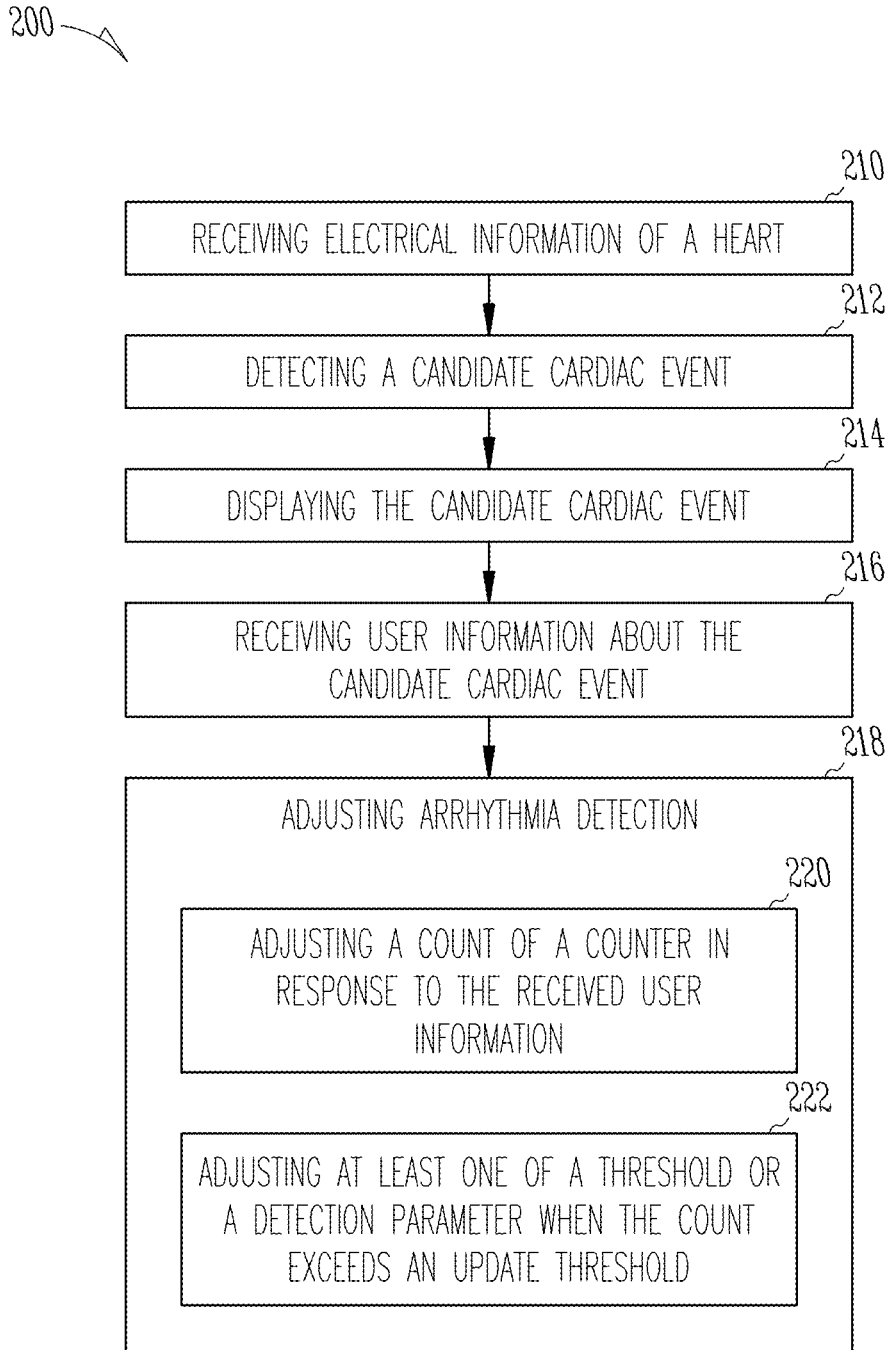 200
210
RECEIVING ELECTRICAL INFORMATION OF A HEART
212
DETECTING A CANDIDATE CARDIAC EVENT
214
DISPLAYING THE CANDIDATE CARDIAC EVENT
216
RECEIVING USER INFORMATION ABOUT THE
CANDIDATE CARDIAC EVENT
218
ADJUSTING ARRHYTHMIA DETECTION
220
ADJUSTING A COUNT OF A COUNTER IN
RESPONSE TO THE RECEIVED USER
INFORMATION
222
ADJUSTING AT LEAST ONE OF A THRESHOLD OR
A DETECTION PARAMETER WHEN THE COUNT
EXCEEDS AN UPDATE THRESHOLD